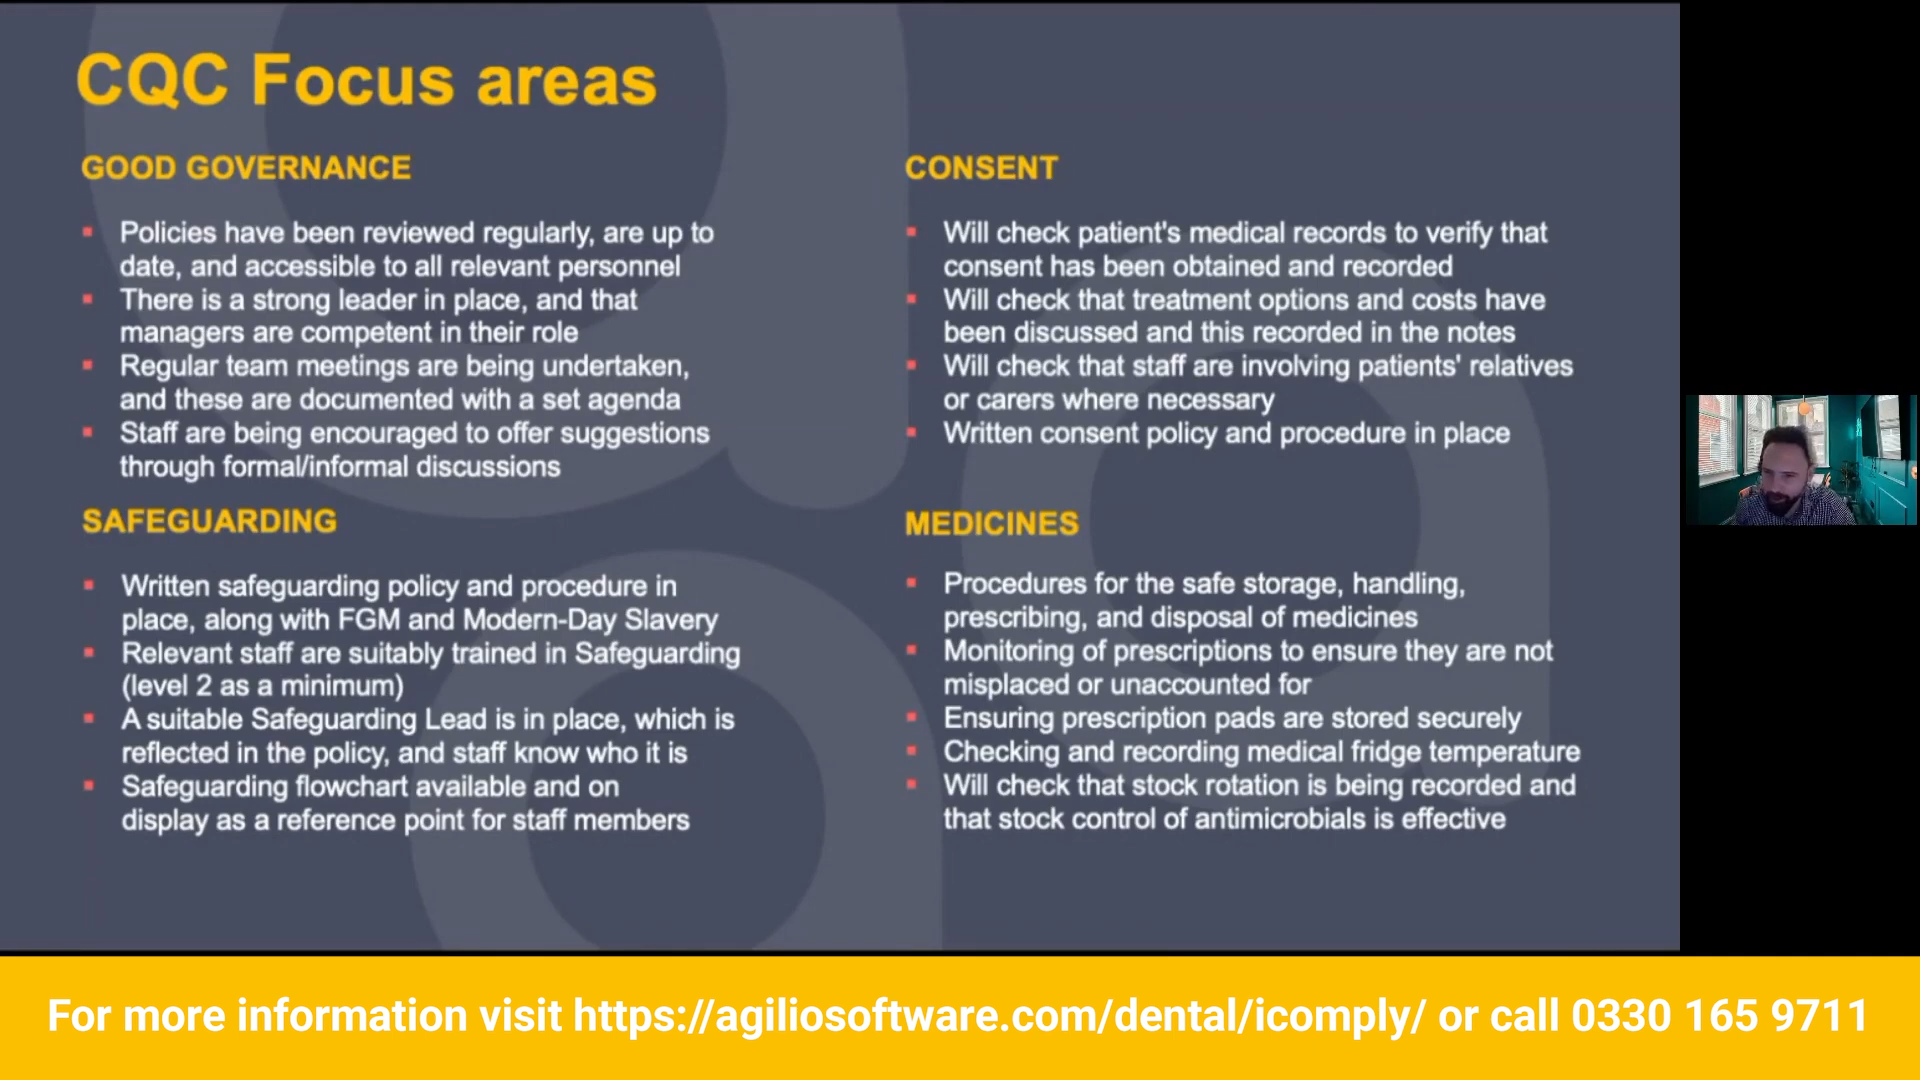 CQC Focus areas
GOOD GOVERNANCE
Policies have been reviewed regularly, are up to
date, and accessible to all relevant personnel
There is a strong leader in place, and that
managers are competent in their role
Regular team meetings are being undertaken,
and these are documented with a set agenda
Staff are being encouraged to offer suggestions
through formal/informal discussions
SAFEGUARDING
Written safeguarding policy and procedure in
place, along with FGM and Modern-Day Slavery
Relevant staff are suitably trained in Safeguarding
(level 2 as a minimum)
A suitable Safeguarding Lead is in place, which is
reflected in the policy, and staff know who it is
Safeguarding flowchart available and on
display as a reference point for staff members
CONSENT
Will check patient's medical records to verify that
consent has been obtained and recorded
Will check that treatment options and costs have
been discussed and this recorded in the notes
Will check that staff are involving patients' relatives
or carers where necessary
Written consent policy and procedure in place
MEDICINES
Procedures for the safe storage, handling,
prescribing, and disposal of medicines
Monitoring of prescriptions to ensure they are not
misplaced or unaccounted for
Ensuring prescription pads are stored securely
Checking and recording medical fridge temperature
Will check that stock rotation is being recorded and
that stock control of antimicrobials is effective
For more information visit https://agiliosoftware.com/dental/icomply/ or call 0330 165 9711